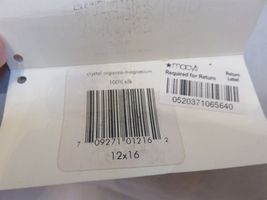 crystal organza-magnesium
100% silk
7 09271 01216 2
12x16
★macy's
Required for Return
Return
Label
0520371065640